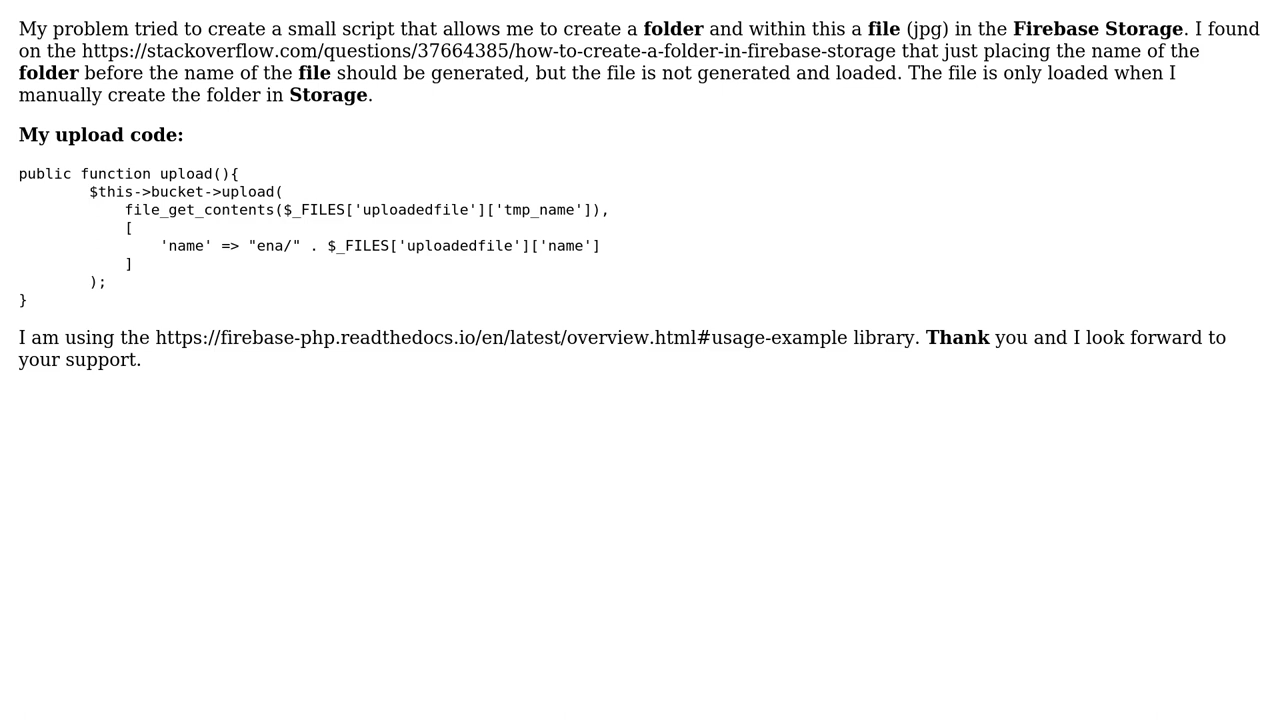 My problem tried to create a small script that allows me to create a folder and within this a file (jpg) in the Firebase Storage. I found
on the https://stackoverflow.com/questions/37664385/how-to-create-a-folder-in-firebase-storage that just placing the name of the
folder before the name of the file should be generated, but the file is not generated and loaded. The file is only loaded when I
manually create the folder in Storage.
My upload code:
public function upload(){
        $this->bucket->upload(
            file_get_contents($_FILES['uploadedfile']['tmp_name']),
            [
                'name' => "ena/" . $_FILES['uploadedfile']['name']
            ]
        );
}
I am using the https://firebase-php.readthedocs.io/en/latest/overview.html#usage-example library. Thank you and I look forward to
your support.